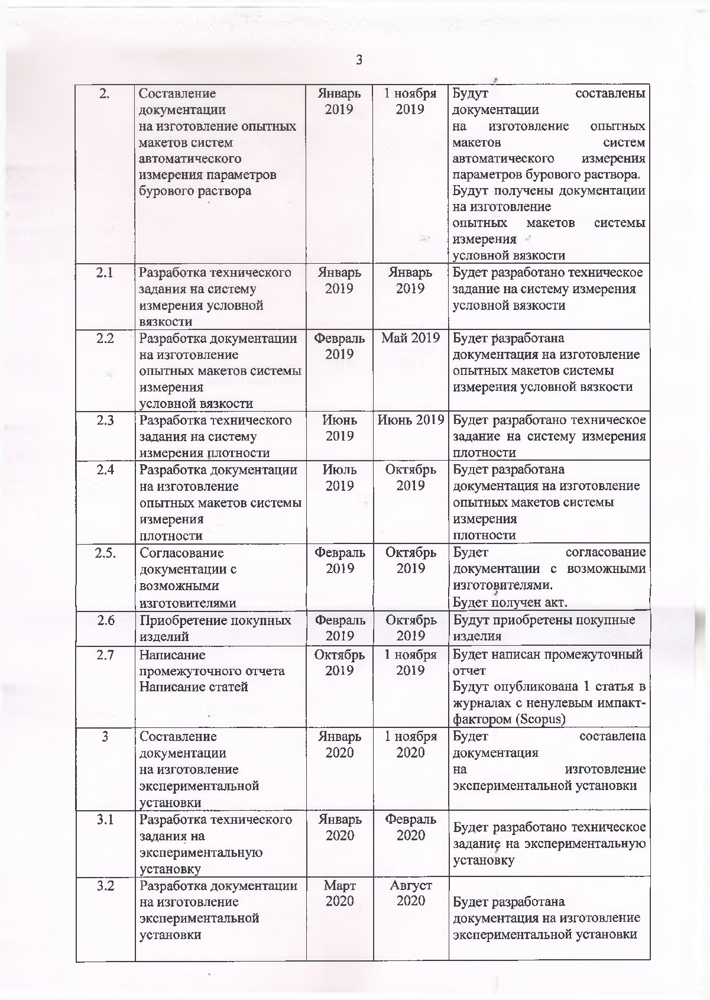 3
2.
Составление
документации
на изготовление опытных
макетов систем
автоматического
измерения параметров
бурового раствора
Январь
2019
1 ноября
2019
Будут составлены
документации
на изготовление опытных
макетов систем
автоматического измерения
параметров бурового раствора.
Будут получены документации
на изготовление
опытных макетов системы
измерения
условной вязкости
2.1
Разработка технического
задания на систему
измерения условной
вязкости
Январь
2019
Январь
2019
Будет разработано техническое
задание на систему измерения
условной вязкости
2.2
Разработка документации
на изготовление
опытных макетов системы
измерения
условной вязкости
Февраль
2019
Май 2019
Будет разработана
документация на изготовление
опытных макетов системы
измерения условной вязкости
2.3
Разработка технического
задания на систему
измерения плотности
Июнь
2019
Июнь 2019
Будет разработано техническое
задание на систему измерения
плотности
2.4
Разработка документации
на изготовление
опытных макетов системы
измерения
плотности
Июль
2019
Октябрь
2019
Будет разработана
документация на изготовление
опытных макетов системы
измерения
плотности
2.5.
Согласование
документации с
возможными
изготовителями
Февраль
2019
Октябрь
2019
Будет согласование
документации с возможными
изготовителями.
Будет получен акт.
2.6
Приобретение покупных
изделий
Февраль
2019
Октябрь
2019
Будут приобретены покупные
изделия
2.7
Написание
промежуточного отчета
Написание статей
Октябрь
2019
1 ноября
2019
Будет написан промежуточный
отчет
Будут опубликована 1 статья в
журналах с ненулевым импакт-
фактором (Scopus)
3
Составление
документации
на изготовление
экспериментальной
установки
Январь
2020
1 ноября
2020
Будет составлена
документация
на изготовление
экспериментальной установки
3.1
Разработка технического
задания на
экспериментальную
установку
Январь
2020
Февраль
2020
Будет разработано техническое
задание на экспериментальную
установку
3.2
Разработка документации
на изготовление
экспериментальной
установки
Март
2020
Август
2020
Будет разработана
документация на изготовление
экспериментальной установки